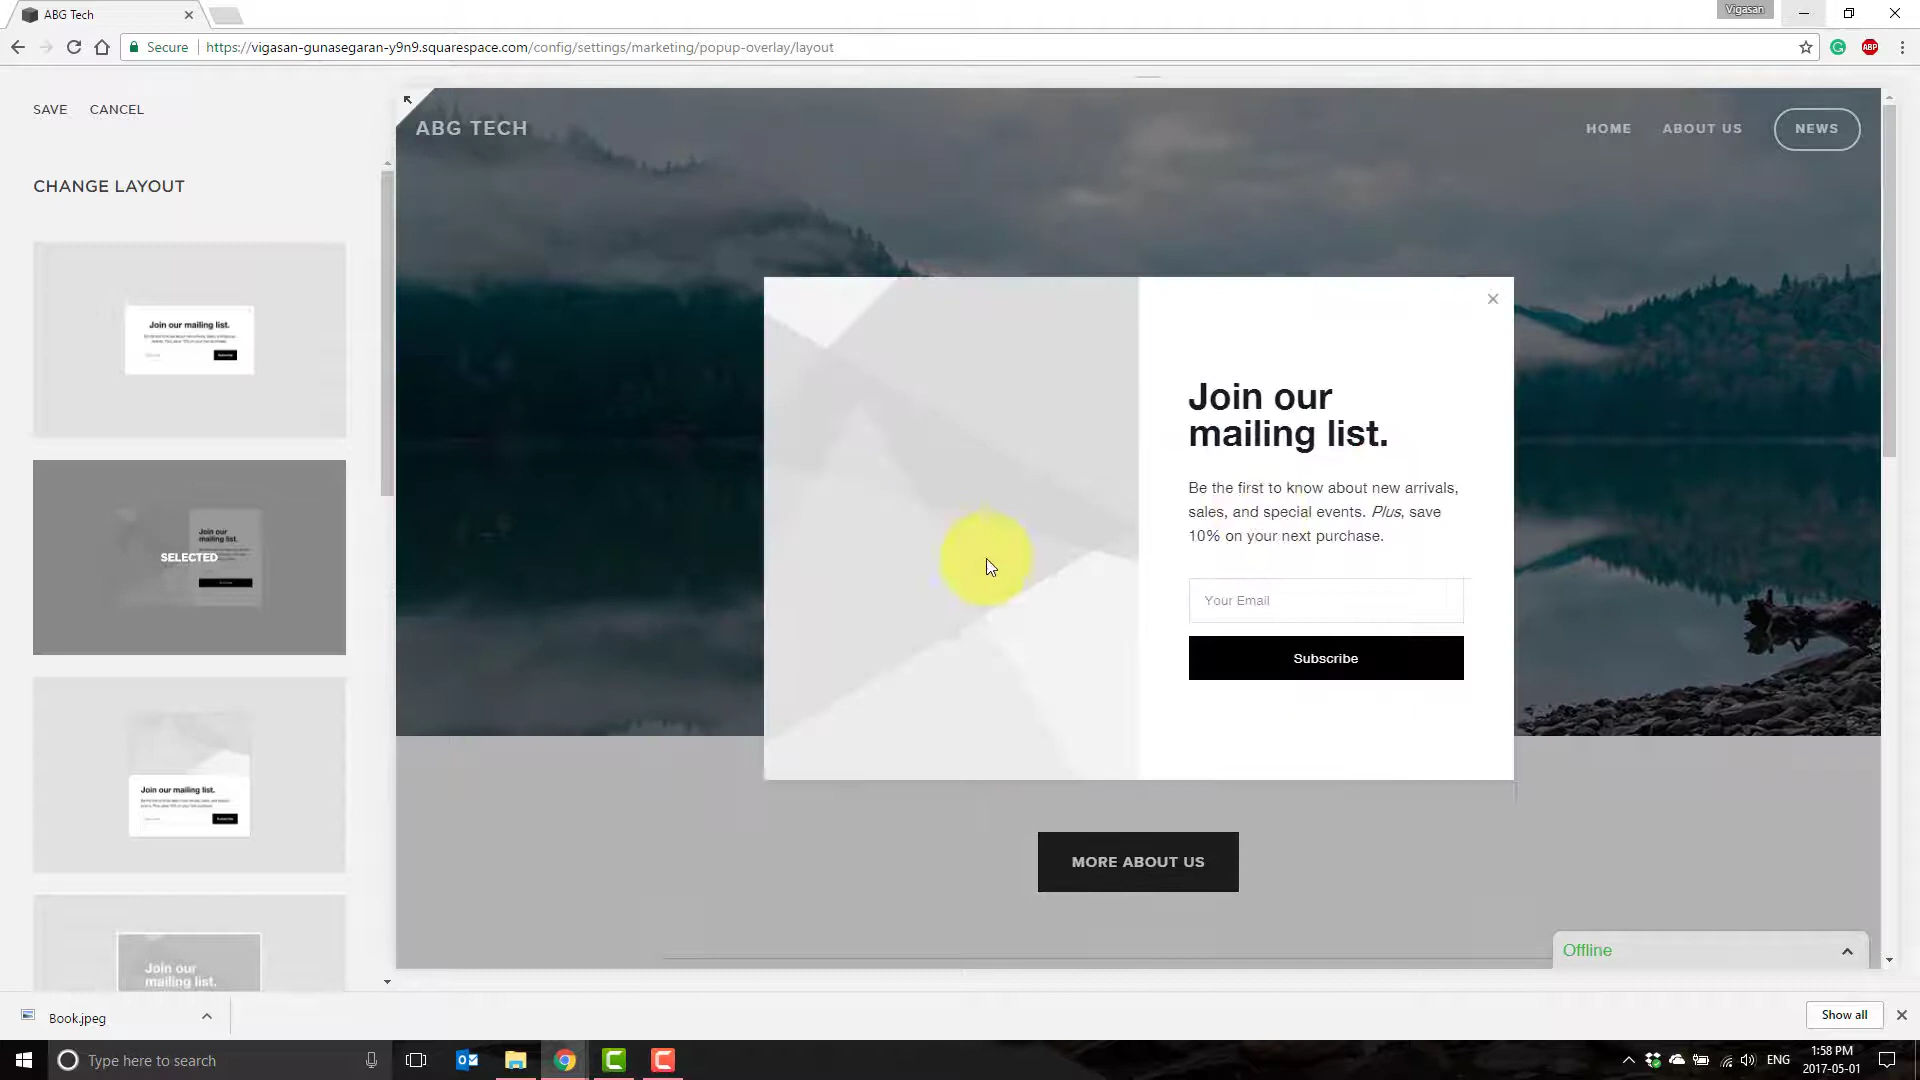 ABG Tech
Vigasan
Secure
https://vigasan-gunasegaran-y9n9.squarespace.com/config/settings/marketing/popup-overlay/layout
ABP
SAVE CANCEL
CHANGE LAYOUT
Join our mailing list.
Subscribe
SELECTED
Join our
mailing list.
Join our mailing list.
Subscribe
Join our
mailing list.
ABG TECH
HOME ABOUT US NEWS
Join our
mailing list.
Be the first to know about new arrivals,
sales, and special events. Plus, save
10% on your next purchase.
Your Email
Subscribe
MORE ABOUT US
Offline
Book.jpeg
Show all
Type here to search
ENG
1:58 PM
2017-05-01